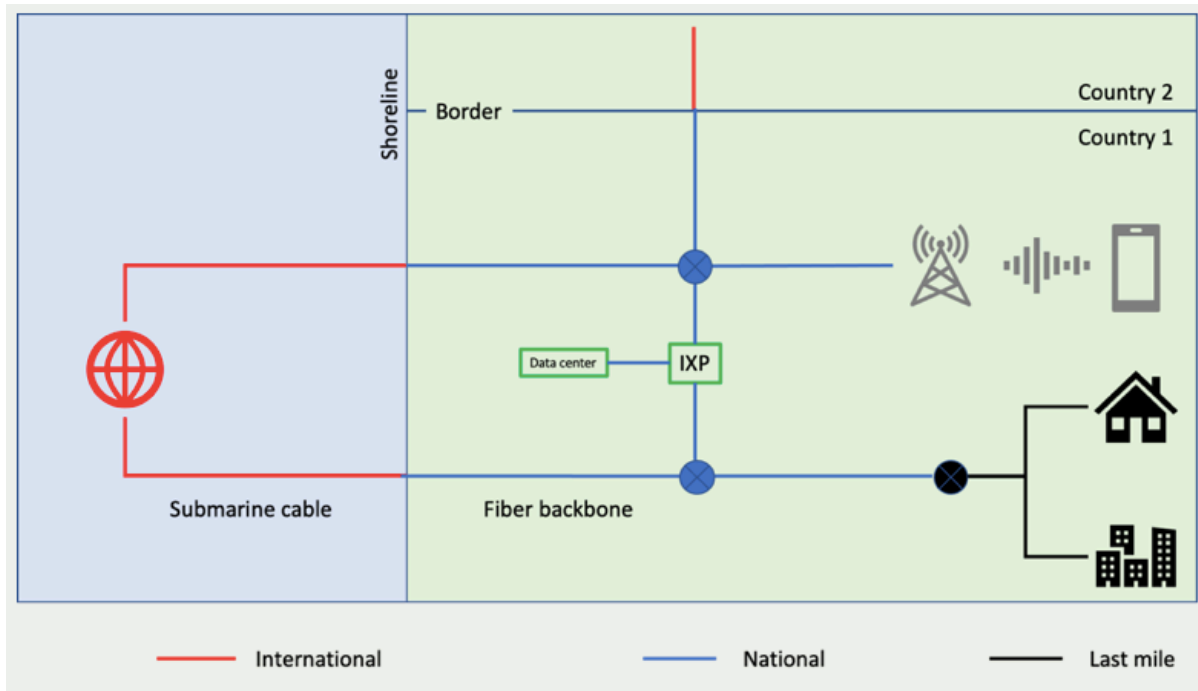 Shoreline
Border
Country 2
Country 1
Data center
IXP
Submarine cable
Fiber backbone
International
National
Last mile